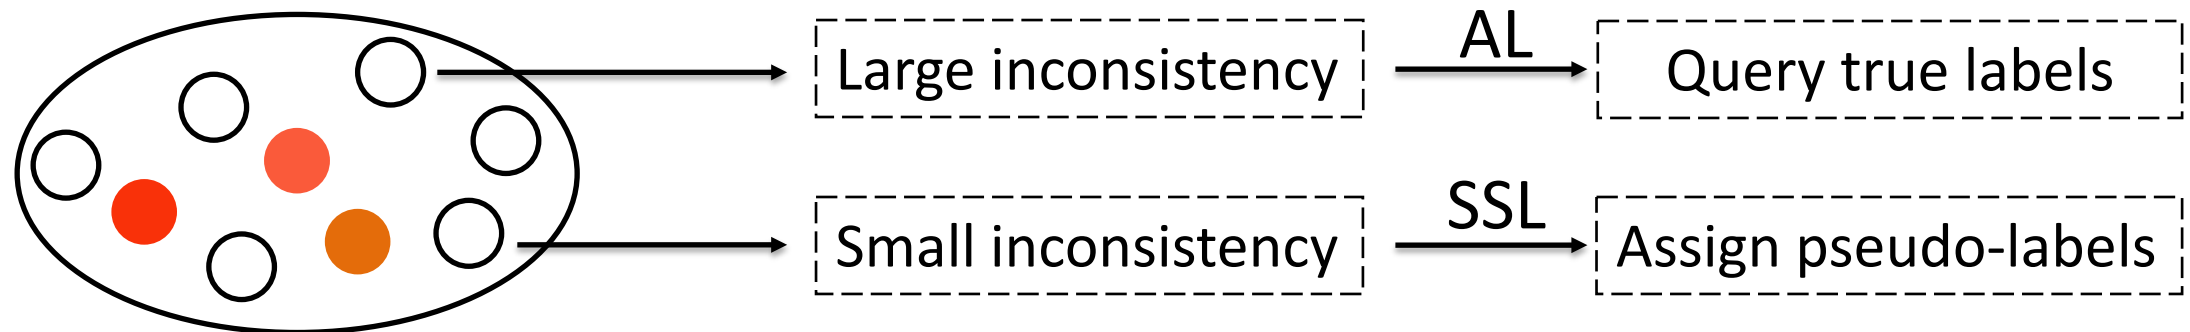 Large inconsistency
AL
Query true labels
Small inconsistency
SSL
Assign pseudo-labels